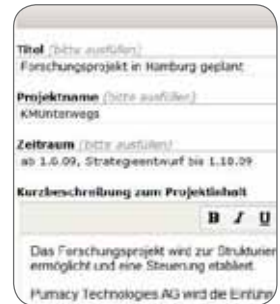 Titel (bitte ausfüllen)
Forschungsprojekt in Hamburg geplant
Projektname (bitte ausfüllen)
KMUnterwegs
Zeitraum (bitte ausfüllen)
ab 1.6.09, Strategieentwurf bis 1.10.09
Kurzbeschreibung zum Projektinhalt
B I U
Das Forschungsprojekt wird zur Strukturier
ermöglicht und eine Steuerung etabliert.
Pumacy Technologies AG wird die Einführ